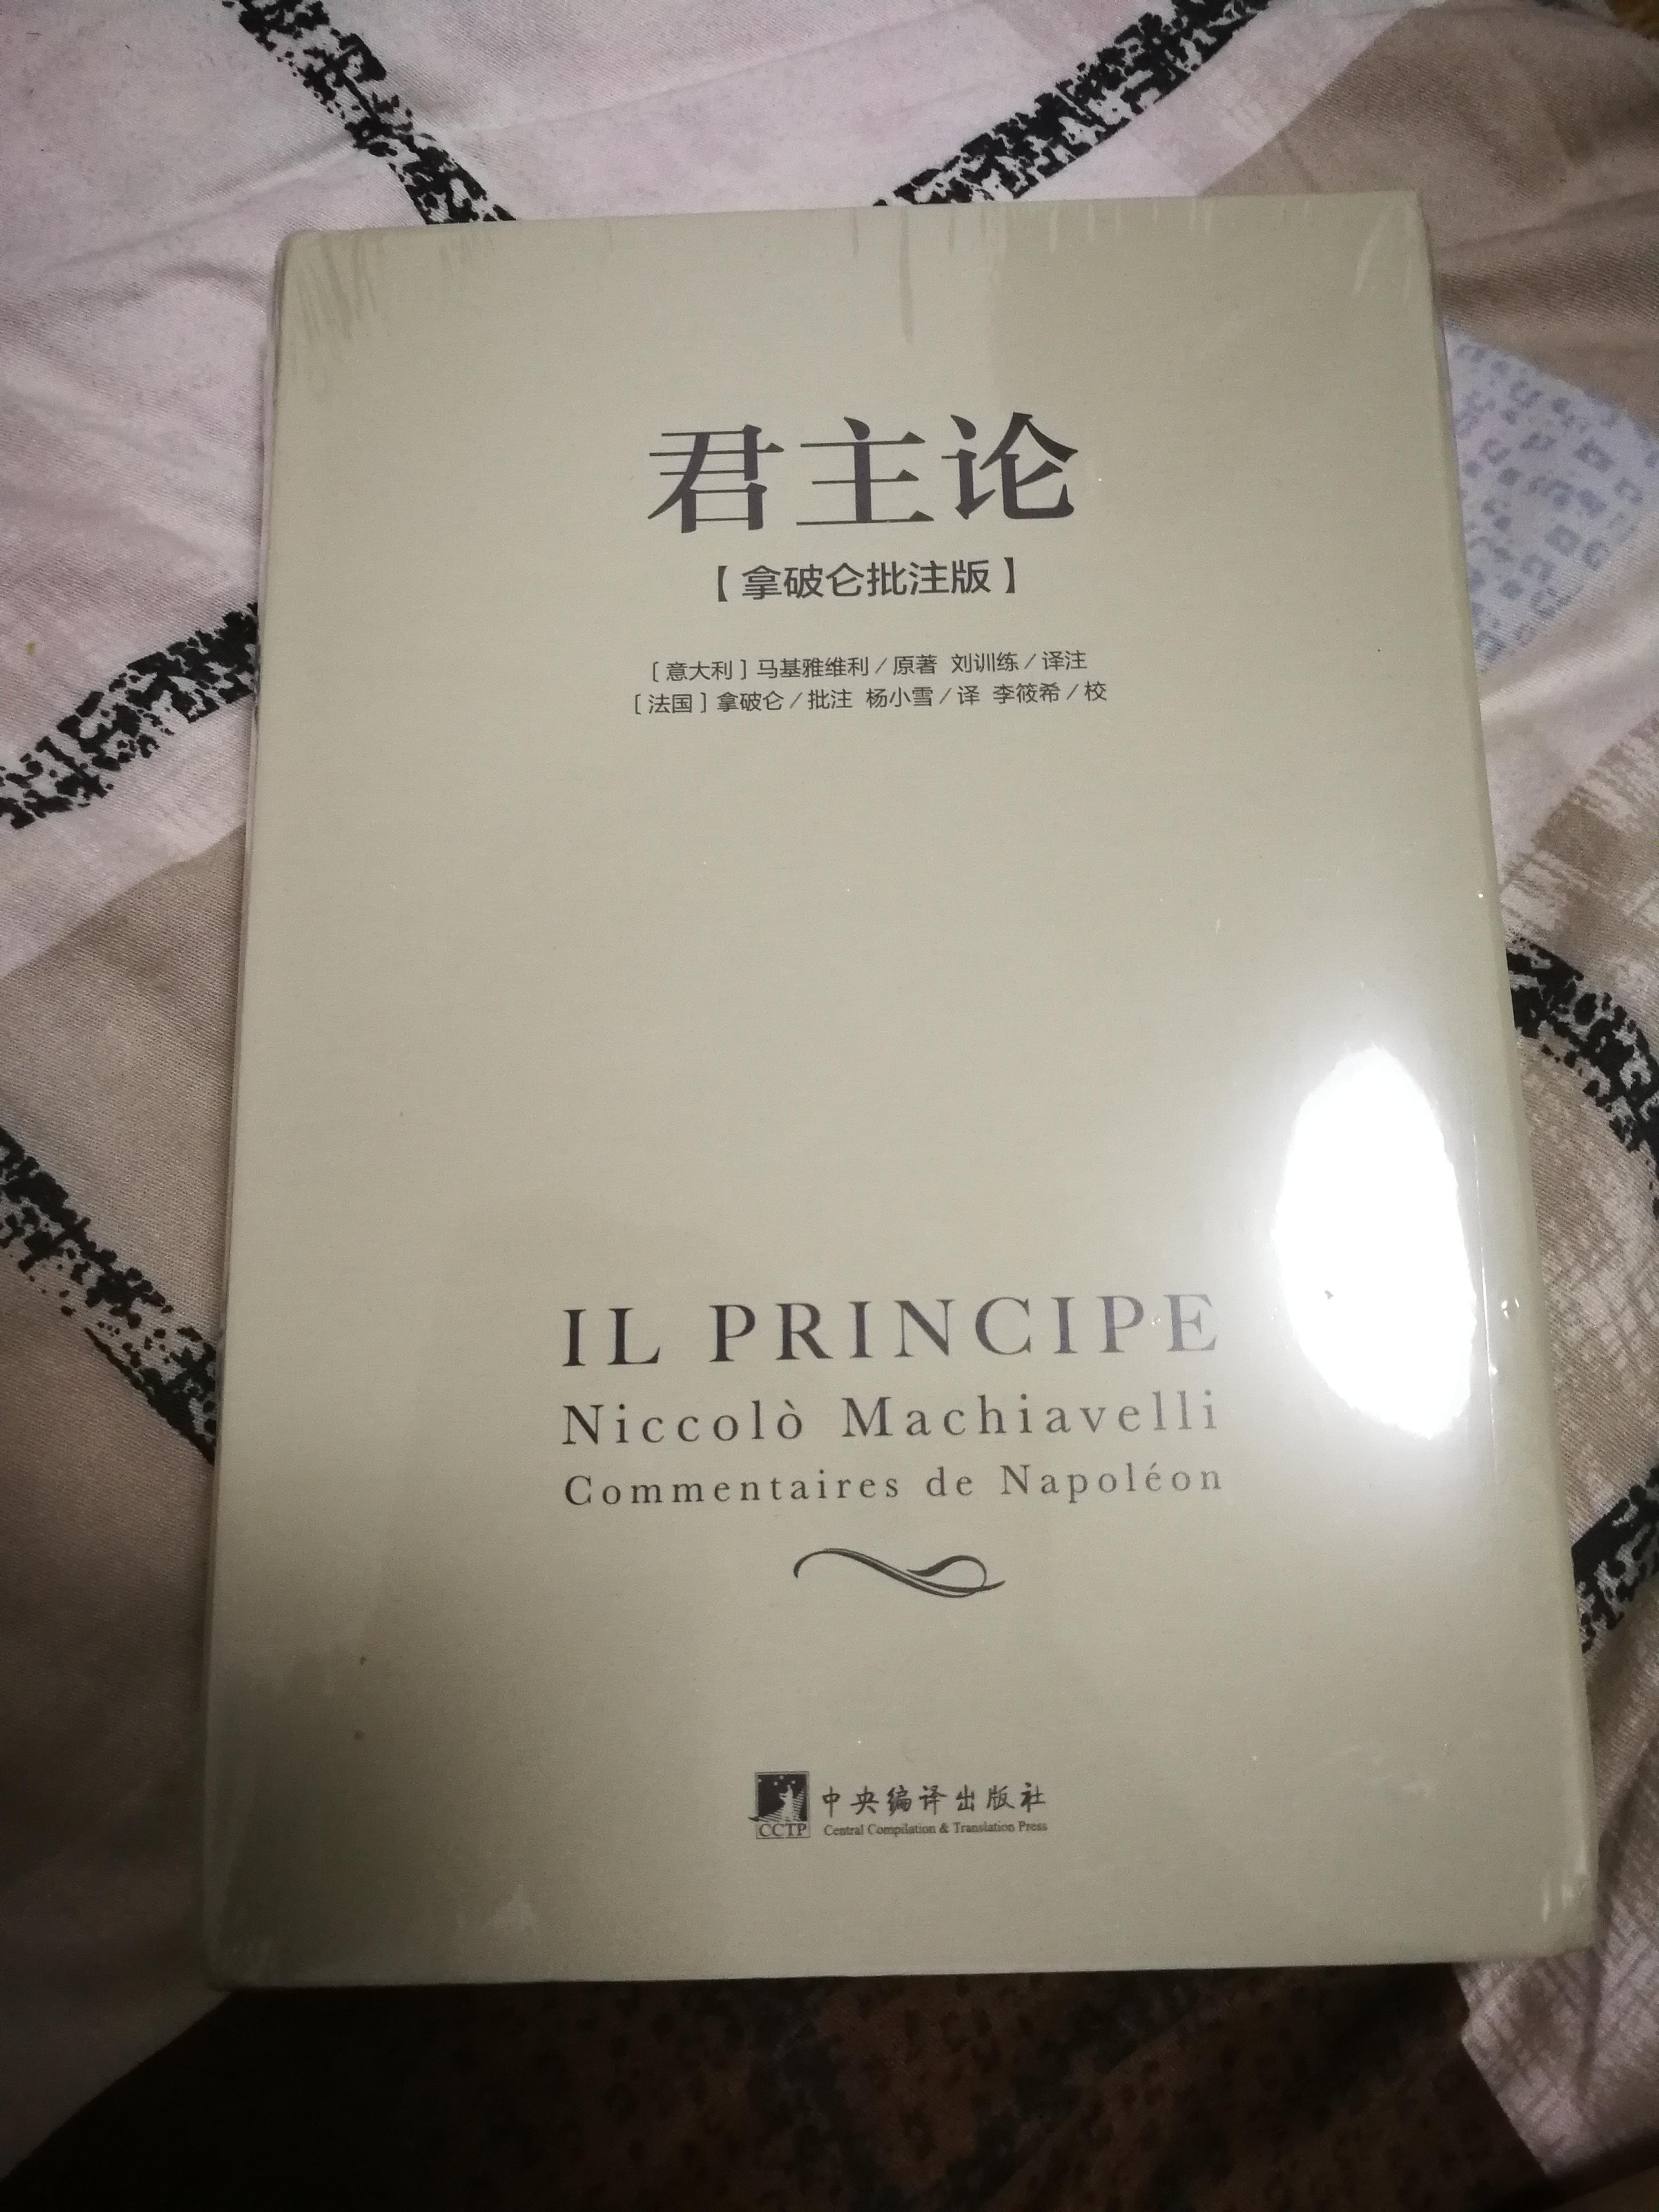 君主论
【拿破仑批注版】
［意大利］马基雅维利／原著 刘训练／译注
［法国］拿破仑／批注 杨小雪／译 李筱希／校
IL PRINCIPE
Niccolò Machiavelli
Commentaires de Napoléon
中央编译出版社
CCTP Central Compilation & Translation Press